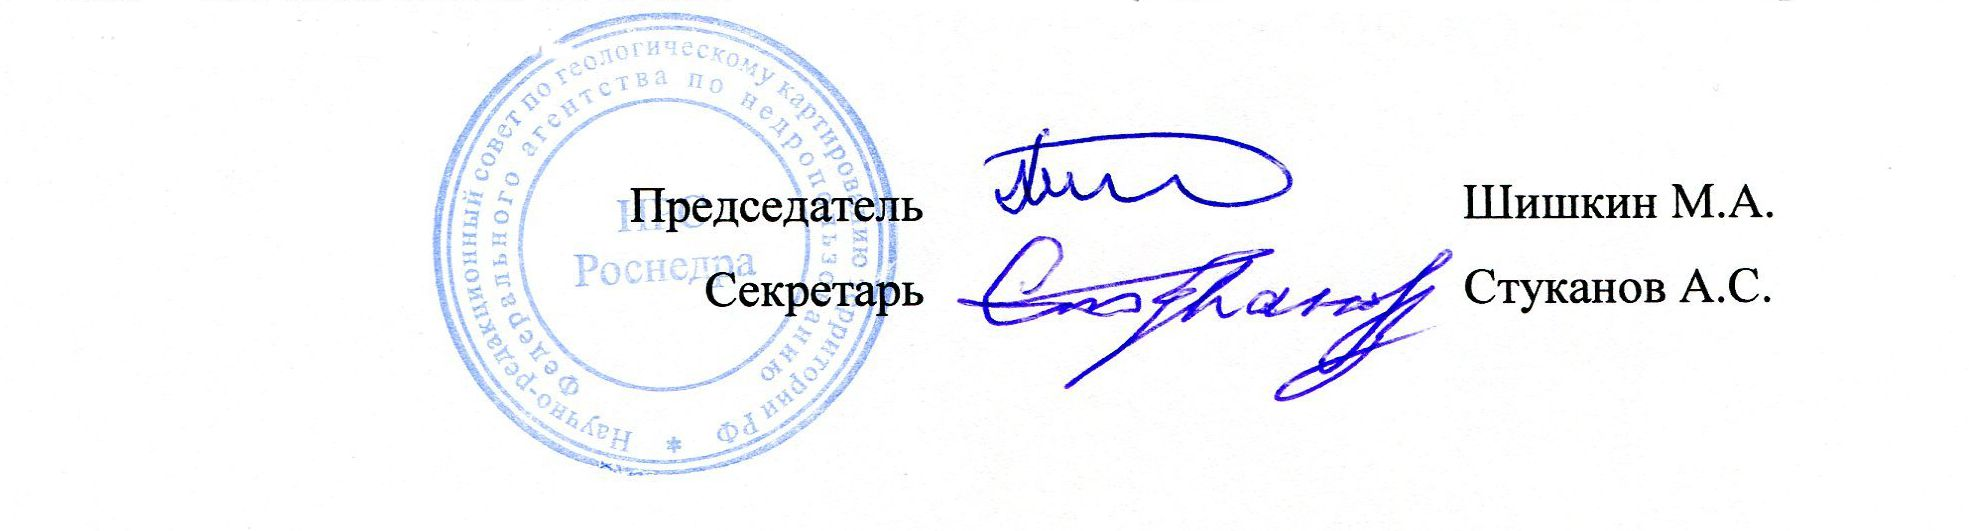 Научно-редакционный совет по геологическому картированию территории РФ *
Федерального агентства по недропользованию
НРС
Роснедра
Председатель Шишкин М.А.
Секретарь Стуканов А.С.